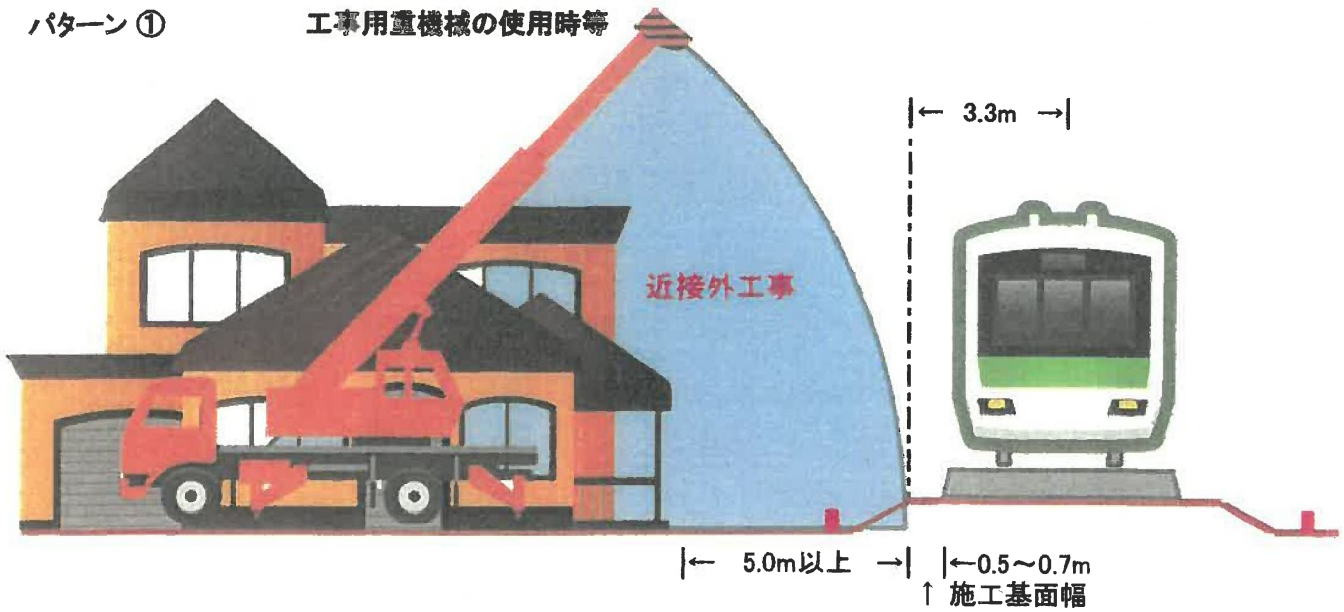 パターン ① 工事用重機械の使用時等
|← 3.3m →|
近接外工事
|← 5.0m以上 →| |←0.5～0.7m
↑ 施工基面幅